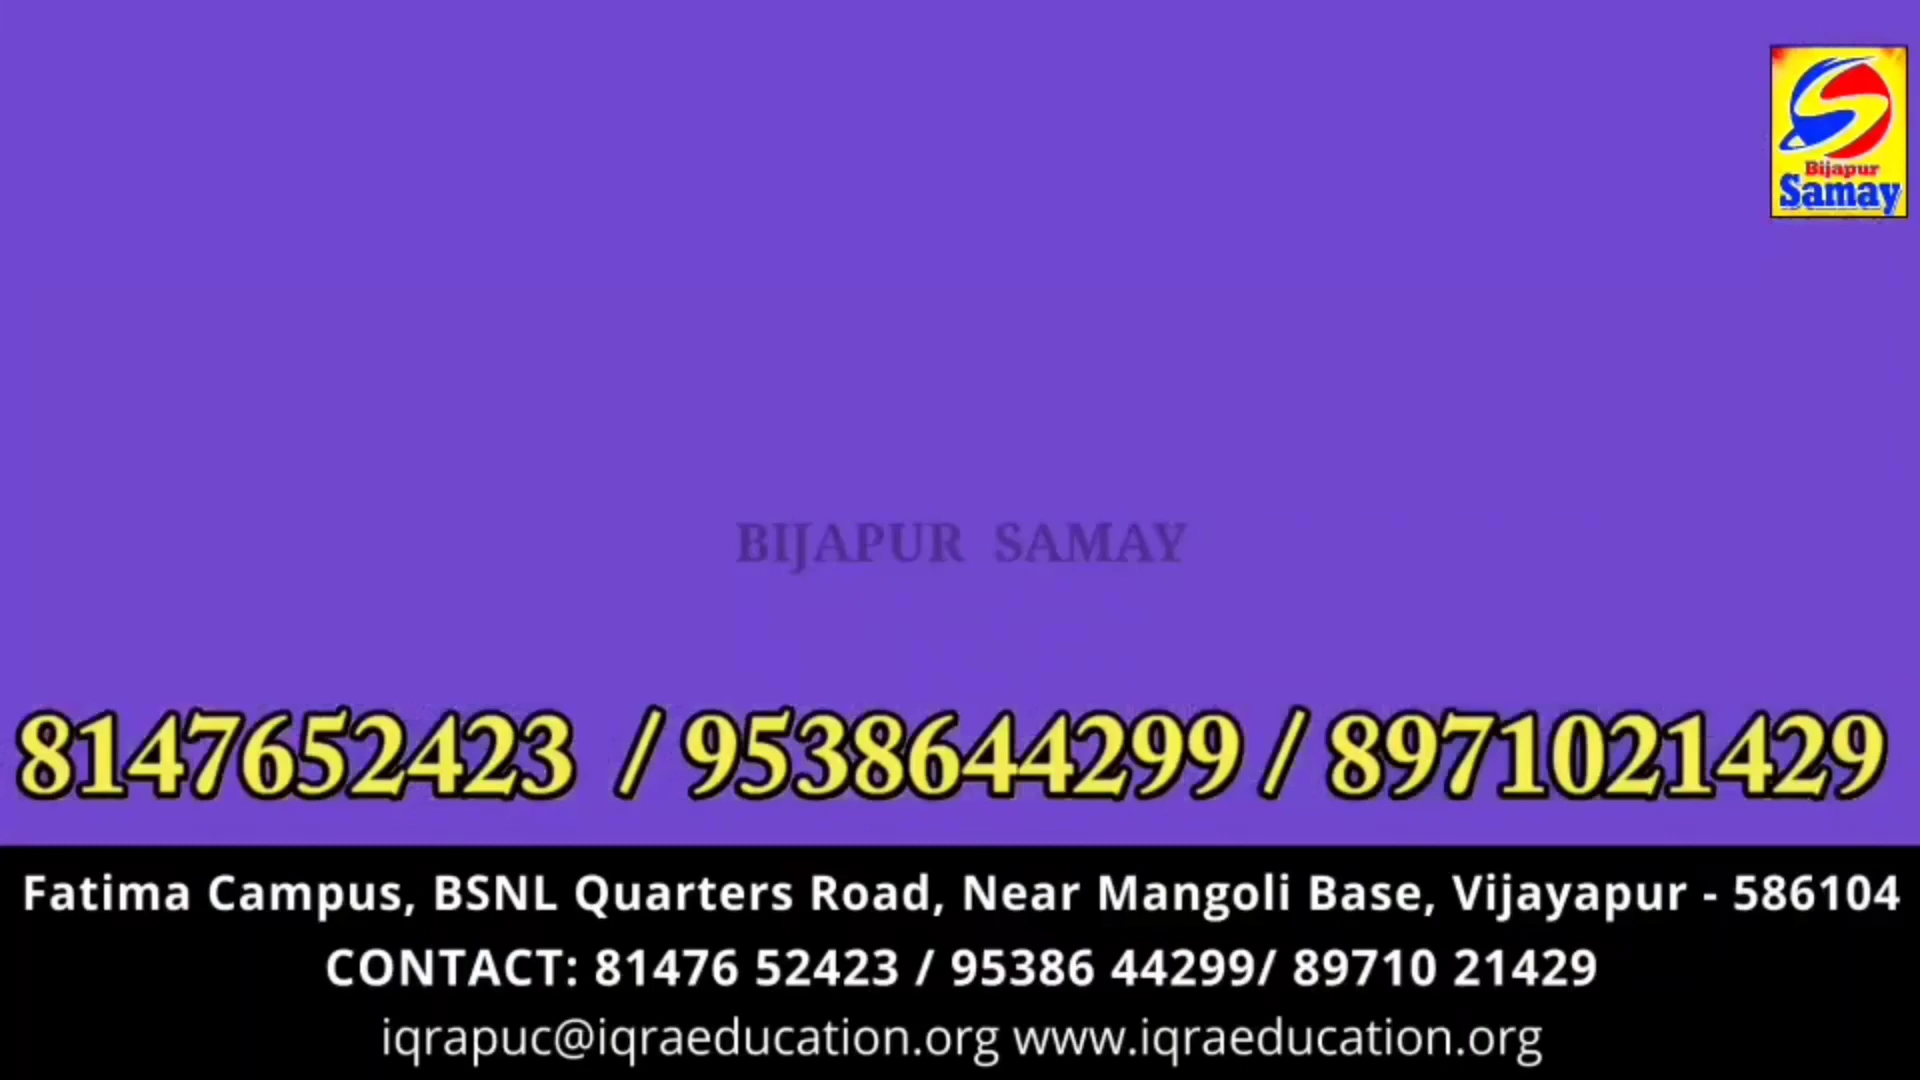 Bijapur
Samay
BIJAPUR SAMAY
8147652423 / 9538644299 / 8971021429
Fatima Campus, BSNL Quarters Road, Near Mangoli Base, Vijayapur - 586104
CONTACT: 81476 52423 / 95386 44299/ 89710 21429
iqrapuc@iqraeducation.org www.iqraeducation.org